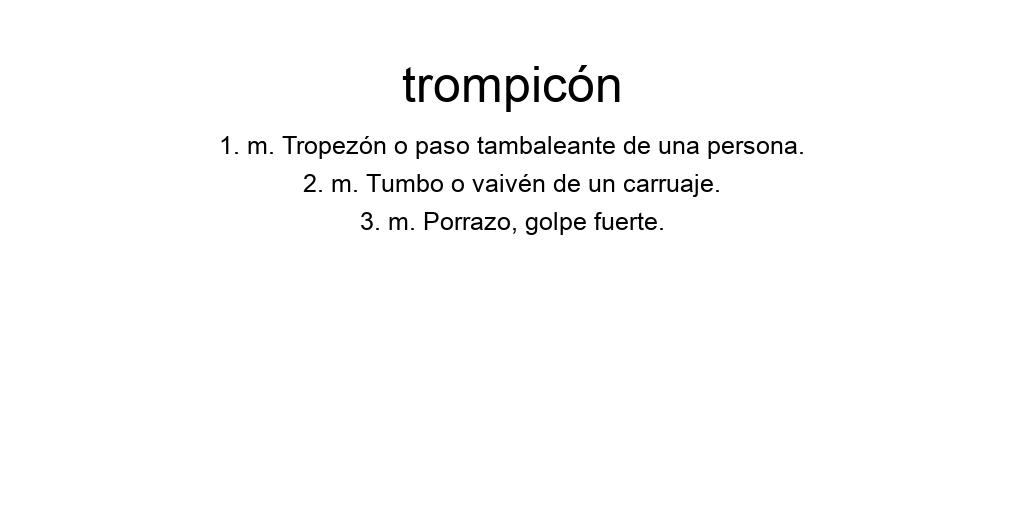 trompicón
1. m. Tropezón o paso tambaleante de una persona.
2. m. Tumbo o vaivén de un carruaje.
3. m. Porrazo, golpe fuerte.